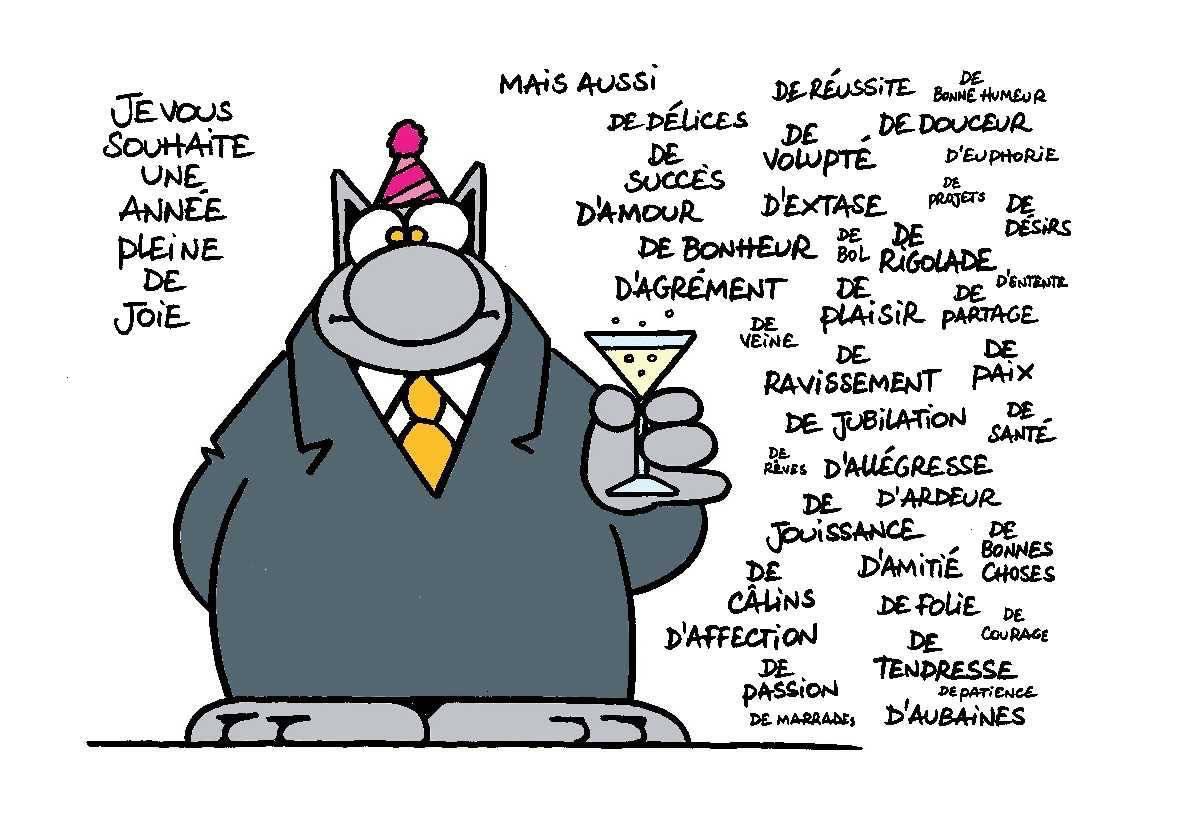 JE VOUS
SOUHAITE
UNE
ANNÉE
PLEINE
DE
JOIE
MAIS AUSSI
DE DÉLICES
DE
SUCCÈS
D'AMOUR
DE BONHEUR
D'AGRÉMENT
DE RÉUSSITE
DE
BONNE HUMEUR
DE
VOLUPTÉ
DE DOUCEUR
D'EUPHORIE
D'EXTASE
DE
PROJETS
DE
DÉSIRS
DE
BOL
DE
RIGOLADE
D'ENTENTE
DE
PLAISIR
DE
PARTAGE
DE
VEINE
DE
RAVISSEMENT
DE
PAIX
DE JUBILATION
DE
SANTÉ
DE
RÊVES
D'ALLÉGRESSE
DE
JOUISSANCE
D'ARDEUR
DE
BONNES
CHOSES
D'AMITIÉ
DE
CÂLINS
DE FOLIE
DE
COURAGE
D'AFFECTION
DE
TENDRESSE
DE
PASSION
DE PATIENCE
DE MARRADES
D'AUBAINES